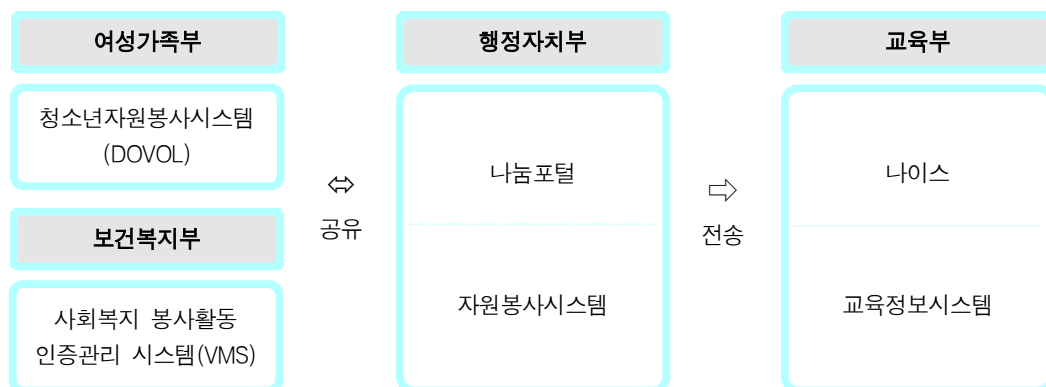 여성가족부
청소년자원봉사시스템
(DOVOL)
보건복지부
사회복지 봉사활동
인증관리 시스템(VMS)
⇔
공유
행정자치부
나눔포털
자원봉사시스템
⇨
전송
교육부
나이스
교육정보시스템